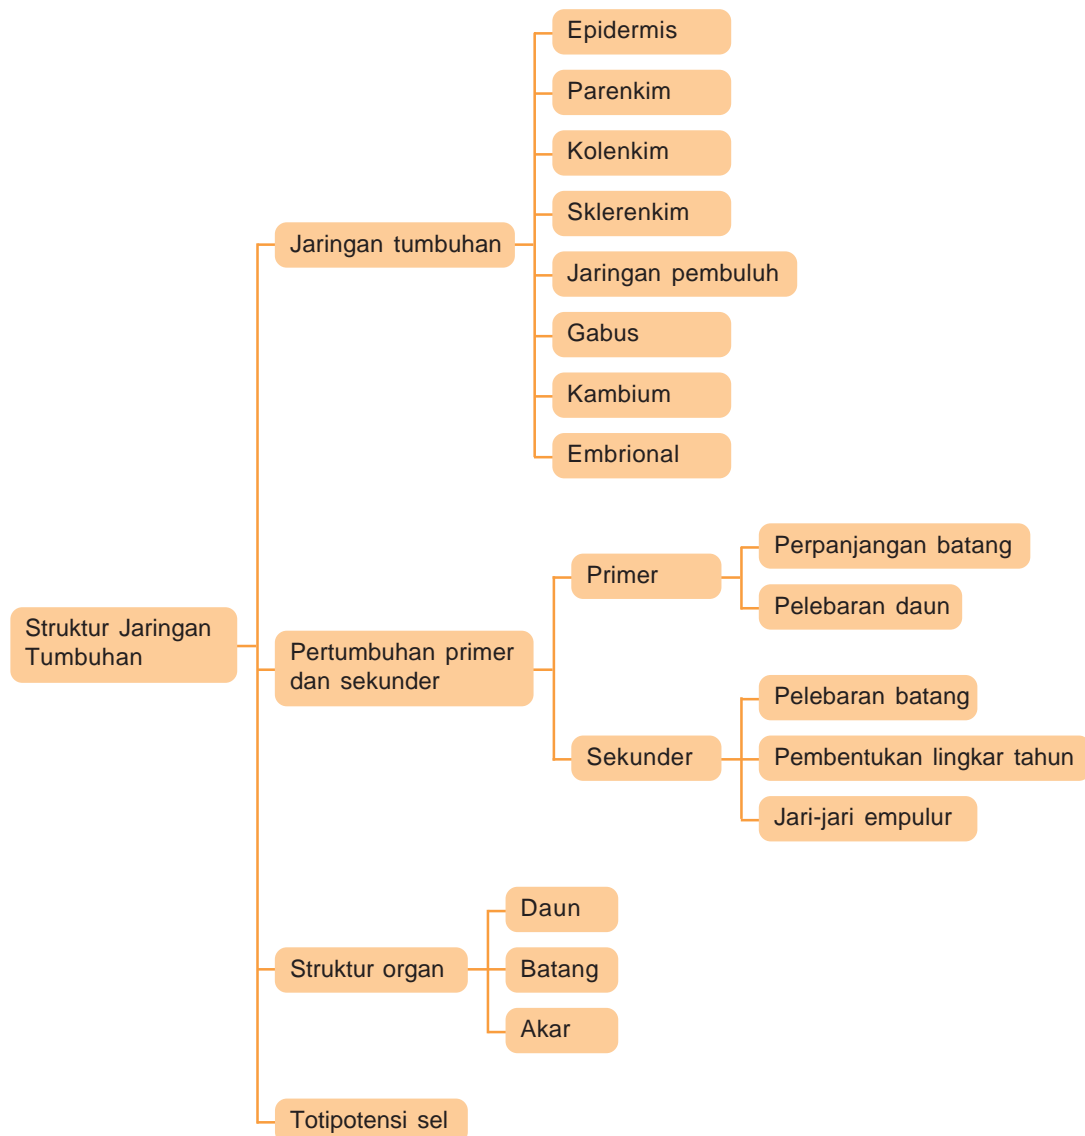 Struktur Jaringan
Tumbuhan
Jaringan tumbuhan
Epidermis
Parenkim
Kolenkim
Sklerenkim
Jaringan pembuluh
Gabus
Kambium
Embrional
Pertumbuhan primer
dan sekunder
Primer
Perpanjangan batang
Pelebaran daun
Sekunder
Pelebaran batang
Pembentukan lingkar tahun
Jari-jari empulur
Struktur organ
Daun
Batang
Akar
Totipotensi sel